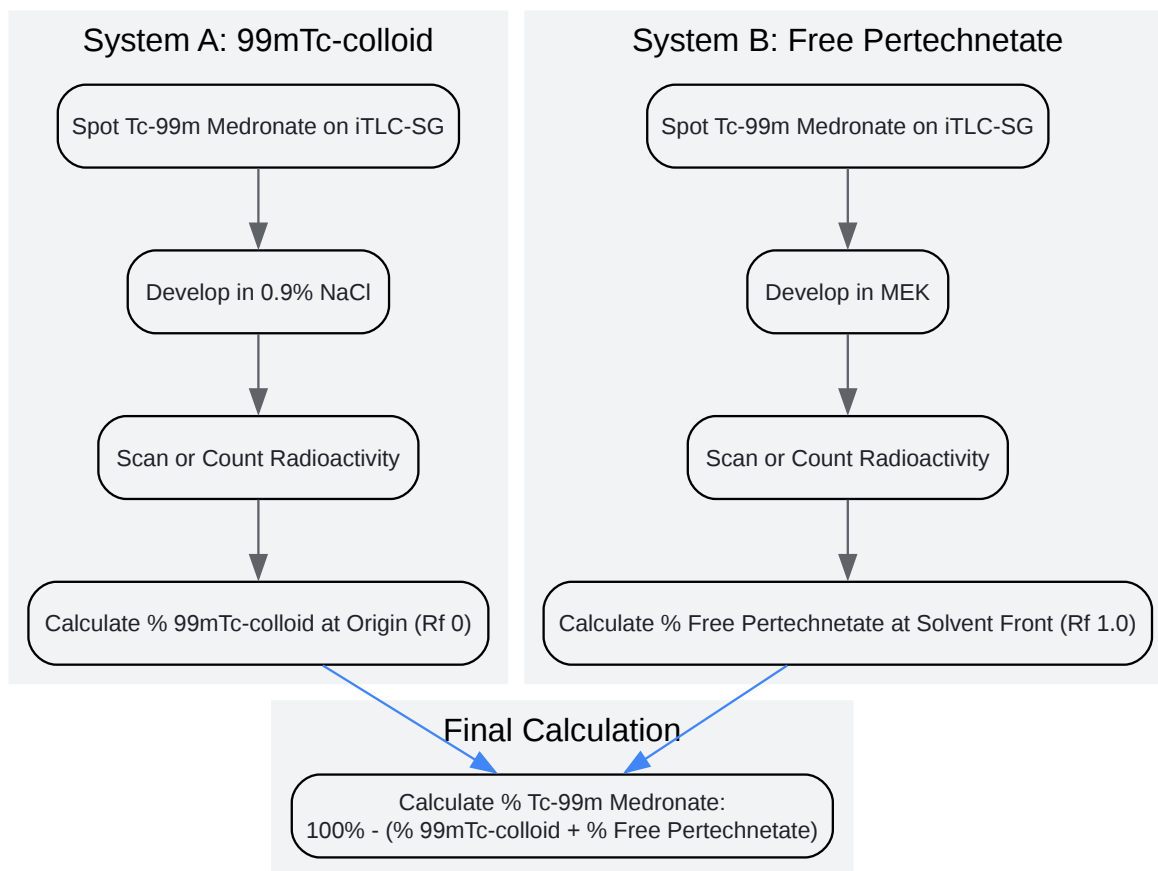 System A: 99mTc-colloid
Spot Tc-99m Medronate on iTLC-SG
Develop in 0.9% NaCl
Scan or Count Radioactivity
Calculate % 99mTc-colloid at Origin (Rf 0)
System B: Free Pertechnetate
Spot Tc-99m Medronate on iTLC-SG
Develop in MEK
Scan or Count Radioactivity
Calculate % Free Pertechnetate at Solvent Front (Rf 1.0)
Final Calculation
Calculate % Tc-99m Medronate:
100% - (% 99mTc-colloid + % Free Pertechnetate)